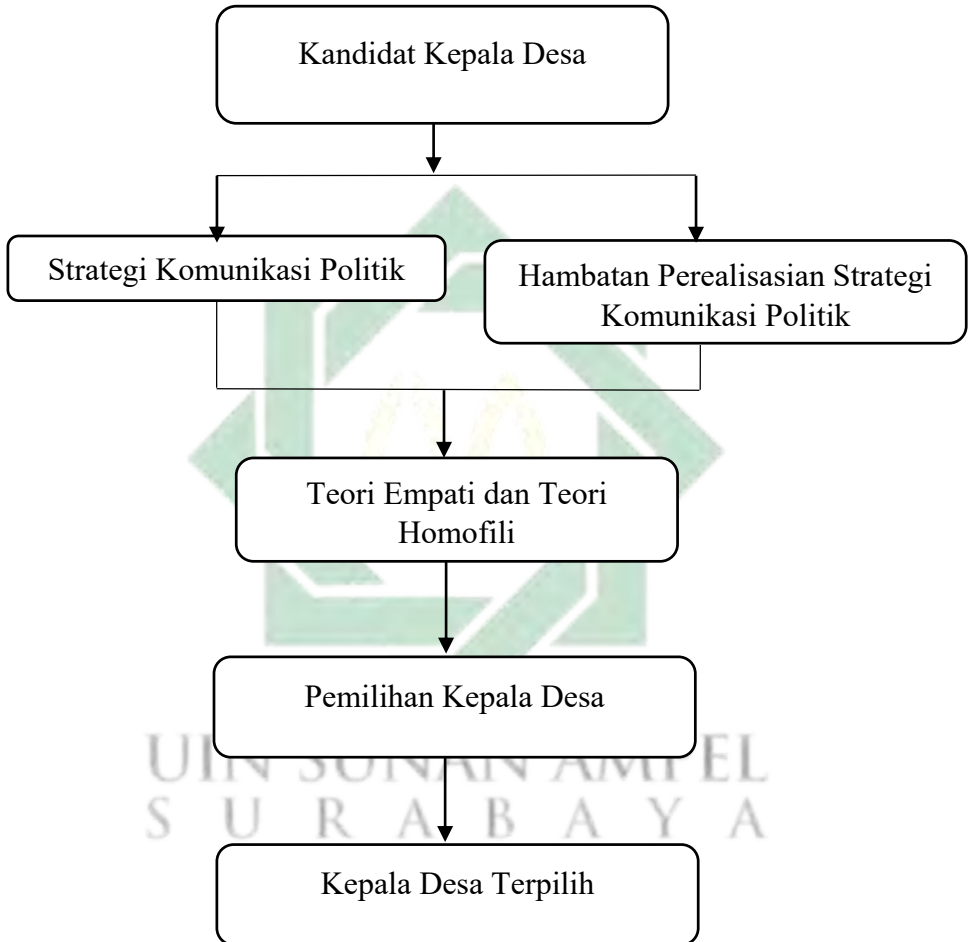 Kandidat Kepala Desa
Strategi Komunikasi Politik
Hambatan Perealisasian Strategi
Komunikasi Politik
Teori Empati dan Teori
Homofili
Pemilihan Kepala Desa
UIN SUNAN AMPEL
SURABAYA
Kepala Desa Terpilih